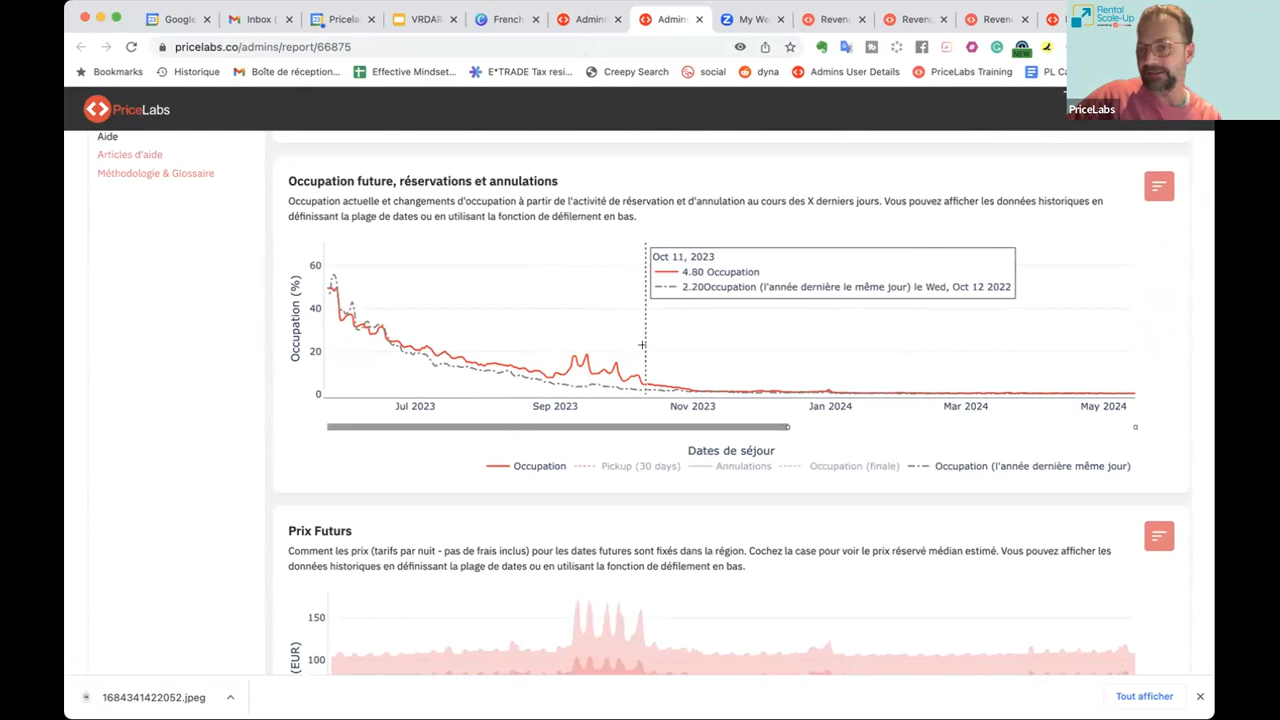 Google
Inbox (
Pricela
VRDAR
French
Admins
Admins
My We
Revenu
Revenu
Revenu
pricelabs.co/admins/report/66875
NEW
Rental
Scale-Up
Bookmarks
Historique
Boîte de réception...
Effective Mindset...
E*TRADE Tax resi...
Creepy Search
social
dyna
Admins User Details
PriceLabs Training
PL Ca
PriceLabs
PriceLabs
Aide
Articles d'aide
Méthodologie & Glossaire
Occupation future, réservations et annulations
Occupation actuelle et changements d'occupation à partir de l'activité de réservation et d'annulation au cours des X derniers jours. Vous pouvez afficher les données historiques en
définissant la plage de dates ou en utilisant la fonction de défilement en bas.
Oct 11, 2023
4.80 Occupation
2.20Occupation (l'année dernière le même jour) le Wed, Oct 12 2022
Occupation (%)
60
40
20
0
Jul 2023
Sep 2023
Nov 2023
Jan 2024
Mar 2024
May 2024
Dates de séjour
Occupation
Pickup (30 days)
Annulations
Occupation (finale)
Occupation (l'année dernière même jour)
Prix Futurs
Comment les prix (tarifs par nuit - pas de frais inclus) pour les dates futures sont fixés dans la région. Cochez la case pour voir le prix réservé médian estimé. Vous pouvez afficher les
données historiques en définissant la plage de dates ou en utilisant la fonction de défilement en bas.
150
100
(EUR)
1684341422052.jpeg
Tout afficher